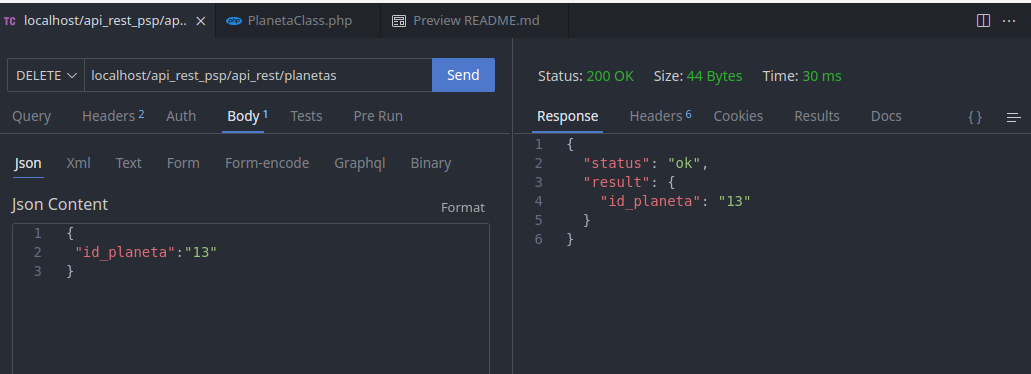 TC localhost/api_rest_psp/ap.. × php PlanetaClass.php Preview README.md ...
DELETE localhost/api_rest_psp/api_rest/planetas Send
Status: 200 OK Size: 44 Bytes Time: 30 ms
Query Headers 2 Auth Body 1 Tests Pre Run
Response Headers 6 Cookies Results Docs {}
Json Xml Text Form Form-encode Graphql Binary
Json Content Format
1 {
2 "id_planeta":"13"
3 }
1 {
2 "status": "ok",
3 "result": {
4 "id_planeta": "13"
5 }
6 }